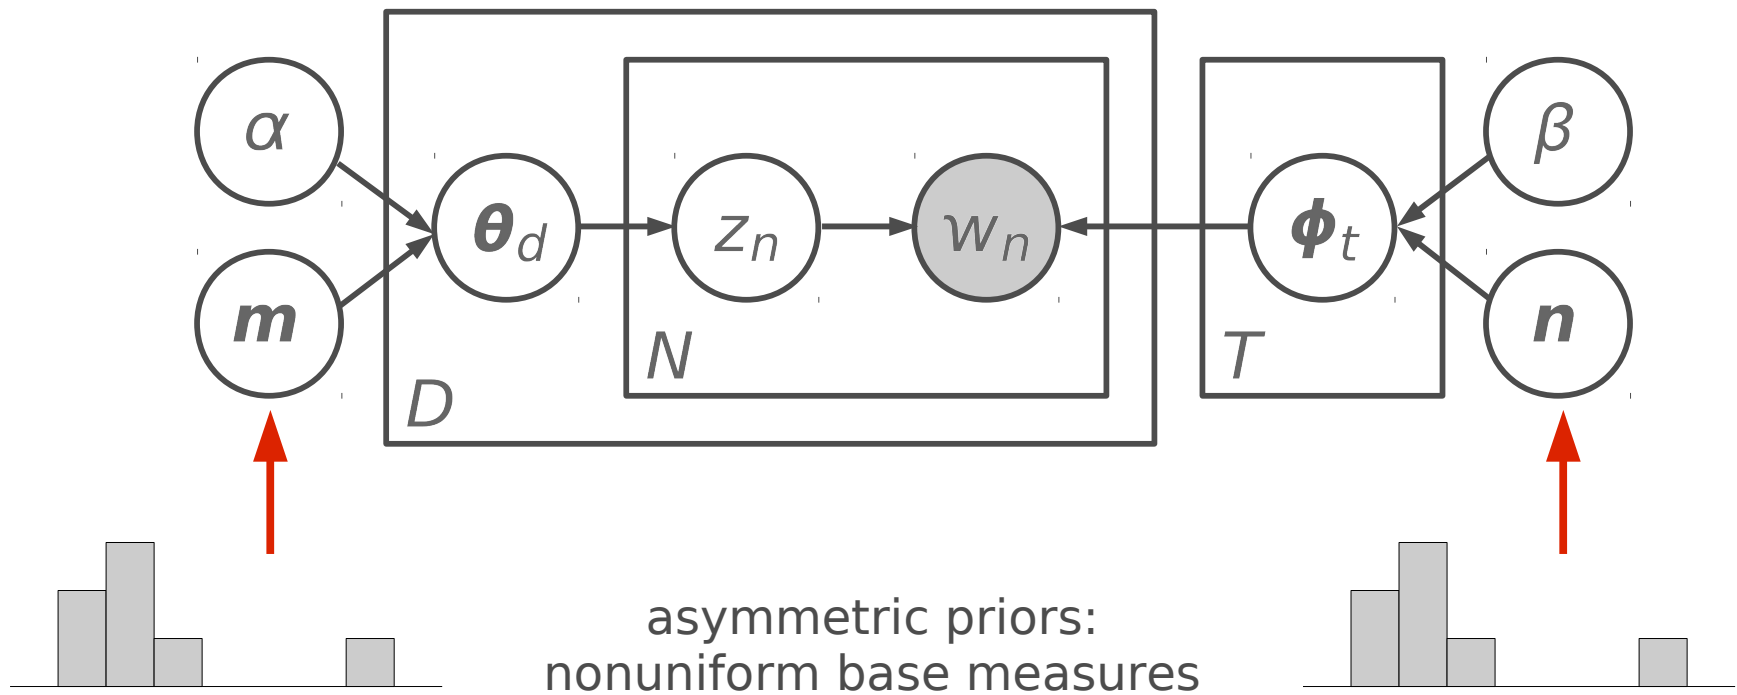 α
β
θd
zn
wn
ϕt
m
n
N
T
D
asymmetric priors:
nonuniform base measures